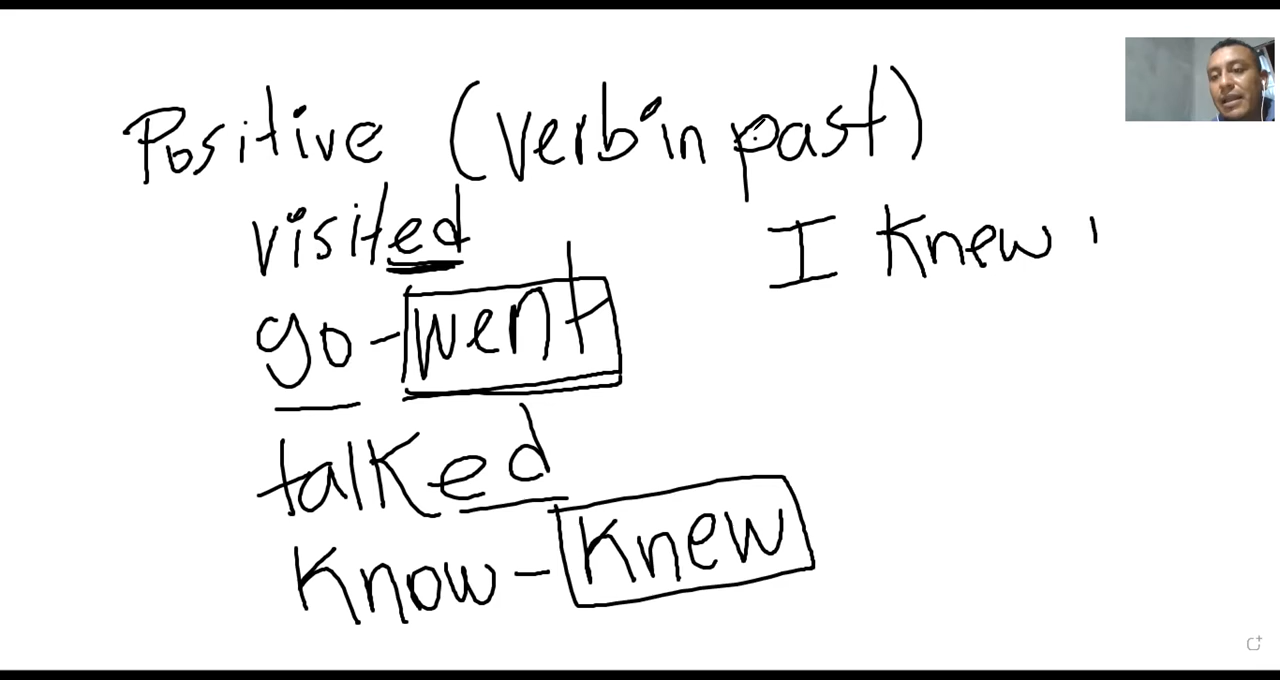 Positive (verb in past)
visited
I knew
go - went
talked
Know - Knew